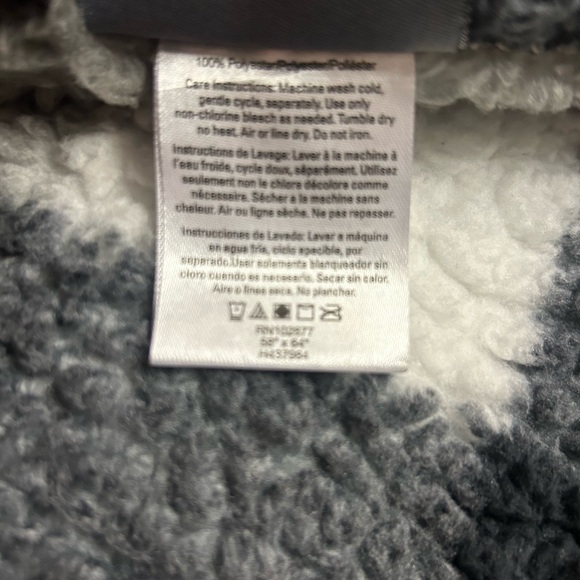 100% Polyester/Polyester/Poliéster
Care instructions: Machine wash cold,
gentle cycle, separately. Use only
non-chlorine bleach as needed. Tumble dry
no heat. Air or line dry. Do not iron.
Instructions de Lavage: Laver à la machine à
l'eau froide, cycle doux, séparément. Utilisez
seulement non le chlore décolore comme
nécessaire. Sécher a la machine sans
chaleur. Air ou ligne sèche. Ne pas repasser.
Instrucciones de Lavado: Lavar a máquina
en agua fría, ciclo apacible, por
separado.User solamente blanqueador sin
cloro cuando es necesario. Secar sin calor.
Aire o línea seca. No planchar.
RN102677
58" x 64"
H437984